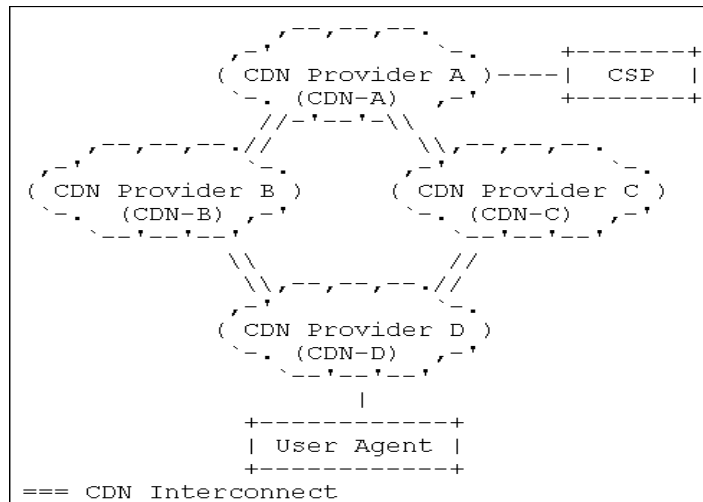 CDN Provider A
CSP
(CDN-A)
CDN Provider B
CDN Provider C
(CDN-B)
(CDN-C)
CDN Provider D
(CDN-D)
User Agent
=== CDN Interconnect